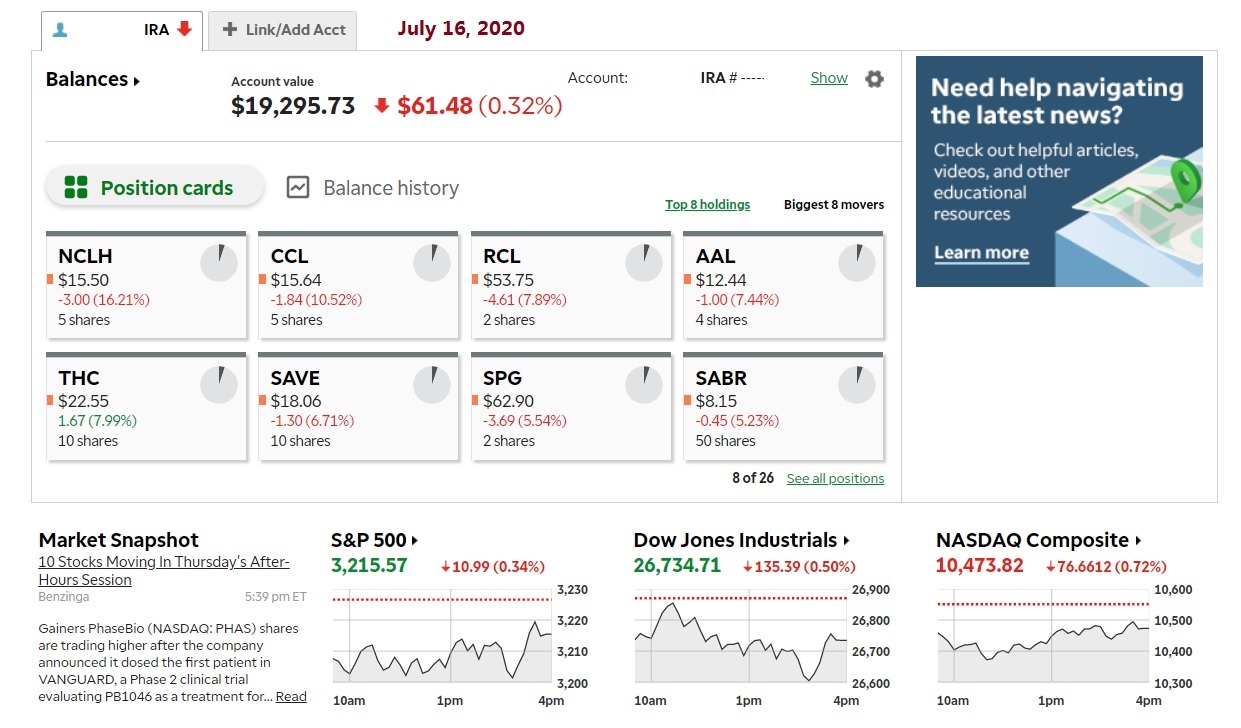 IRA
Link/Add Acct
July 16, 2020
Balances
Account value
$19,295.73
$61.48 (0.32%)
Account:
IRA # -----
Show
Position cards
Balance history
Top 8 holdings
Biggest 8 movers
NCLH
$15.50
-3.00 (16.21%)
5 shares
CCL
$15.64
-1.84 (10.52%)
5 shares
RCL
$53.75
-4.61 (7.89%)
2 shares
AAL
$12.44
-1.00 (7.44%)
4 shares
THC
$22.55
1.67 (7.99%)
10 shares
SAVE
$18.06
-1.30 (6.71%)
10 shares
SPG
$62.90
-3.69 (5.54%)
2 shares
SABR
$8.15
-0.45 (5.23%)
50 shares
8 of 26
See all positions
Need help navigating
the latest news?
Check out helpful articles,
videos, and other
educational
resources
Learn more
Market Snapshot
10 Stocks Moving In Thursday's After-
Hours Session
Benzinga
5:39 pm ET
Gainers PhaseBio (NASDAQ: PHAS) shares
are trading higher after the company
announced it dosed the first patient in
VANGUARD, a Phase 2 clinical trial
evaluating PB1046 as a treatment for... Read
S&P 500
3,215.57
10.99 (0.34%)
3,230
3,220
3,210
3,200
10am 1pm 4pm
Dow Jones Industrials
26,734.71
135.39 (0.50%)
26,900
26,800
26,700
26,600
10am 1pm 4pm
NASDAQ Composite
10,473.82
76.6612 (0.72%)
10,600
10,500
10,400
10,300
10am 1pm 4pm